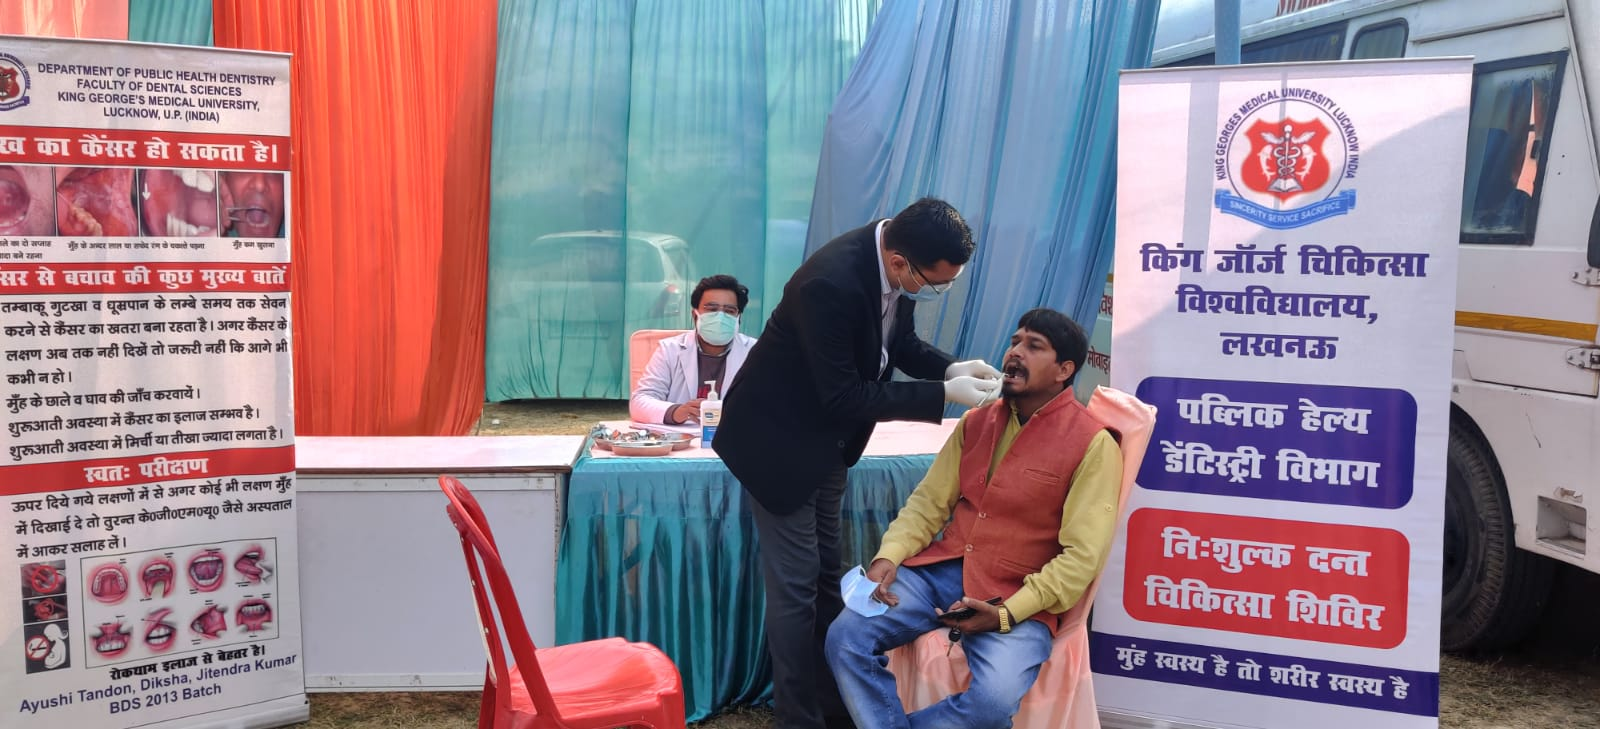 DEPARTMENT OF PUBLIC HEALTH DENTISTRY
FACULTY OF DENTAL SCIENCES
KING GEORGE'S MEDICAL UNIVERSITY,
LUCKNOW, U.P. (INDIA)
का कैंसर हो सकता है।
का दो सप्ताह
बने रहना
मुँह के अन्दर लाल या सफेद रंग के चकत्ते पड़ना
मुँह कम खुलना
से बचाव की कुछ मुख्य बातें
तम्बाकू गुटखा व धूम्रपान के लम्बे समय तक सेवन
करने से कैंसर का खतरा बना रहता है। अगर कैंसर के
लक्षण अब तक नहीं दिखें तो जरूरी नहीं कि आगे भी
कभी न हो।
मुँह के छाले व घाव की जाँच करवायें।
शुरूआती अवस्था में कैंसर का इलाज सम्भव है।
शुरूआती अवस्था में मिर्ची या तीखा ज्यादा लगता है।
स्वतः परीक्षण
ऊपर दिये गये लक्षणों में से अगर कोई भी लक्षण मुँह
में दिखाई दे तो तुरन्त के०जी०एम०यू० जैसे अस्पताल
में आकर सलाह लें।
रोकथाम इलाज से बेहतर है।
Ayushi Tandon, Diksha, Jitendra Kumar
BDS 2013 Batch
KING GEORGES MEDICAL UNIVERSITY LUCKNOW INDIA
SINCERITY SERVICE SACRIFICE
किंग जॉर्ज चिकित्सा
विश्वविद्यालय,
लखनऊ
पब्लिक हेल्थ
डेंटिस्ट्री विभाग
निःशुल्क दन्त
चिकित्सा शिविर
मुंह स्वस्थ है तो शरीर स्वस्थ है